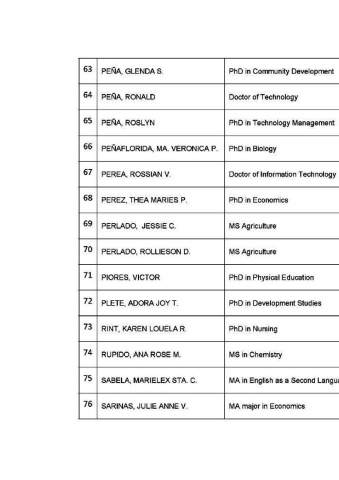 63 PEÑA, GLENDA S. PhD in Community Development
64 PEÑA, RONALD Doctor of Technology
65 PEÑA, ROSLYN PhD in Technology Management
66 PEÑAFLORIDA, MA. VERONICA P. PhD in Biology
67 PEREA, ROSSIAN V. Doctor of Information Technology
68 PEREZ, THEA MARIES P. PhD in Economics
69 PERLADO, JESSIE C. MS Agriculture
70 PERLADO, ROLLIESON D. MS Agriculture
71 PIORES, VICTOR PhD in Physical Education
72 PLETE, ADORA JOY T. PhD in Development Studies
73 RINT, KAREN LOUELA R. PhD in Nursing
74 RUPIDO, ANA ROSE M. MS in Chemistry
75 SABELA, MARIELEX STA. C. MA in English as a Second
76 SARINAS, JULIE ANNE V. MA major in Economics